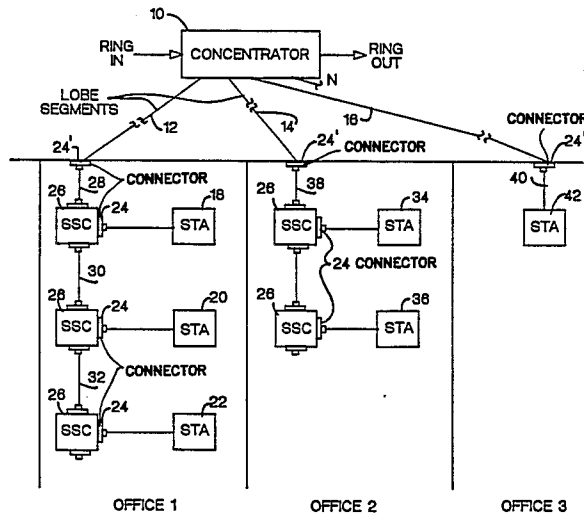 10
RING IN
CONCENTRATOR
RING OUT
N
LOBE SEGMENTS
12
14
16
CONNECTOR
24'
24'
CONNECTOR
24'
28
CONNECTOR
38
40
26
24
18
26
34
42
SSC
STA
SSC
STA
STA
30
24 CONNECTOR
26
24
20
26
36
SSC
STA
SSC
STA
32
CONNECTOR
26
24
22
SSC
STA
OFFICE 1
OFFICE 2
OFFICE 3